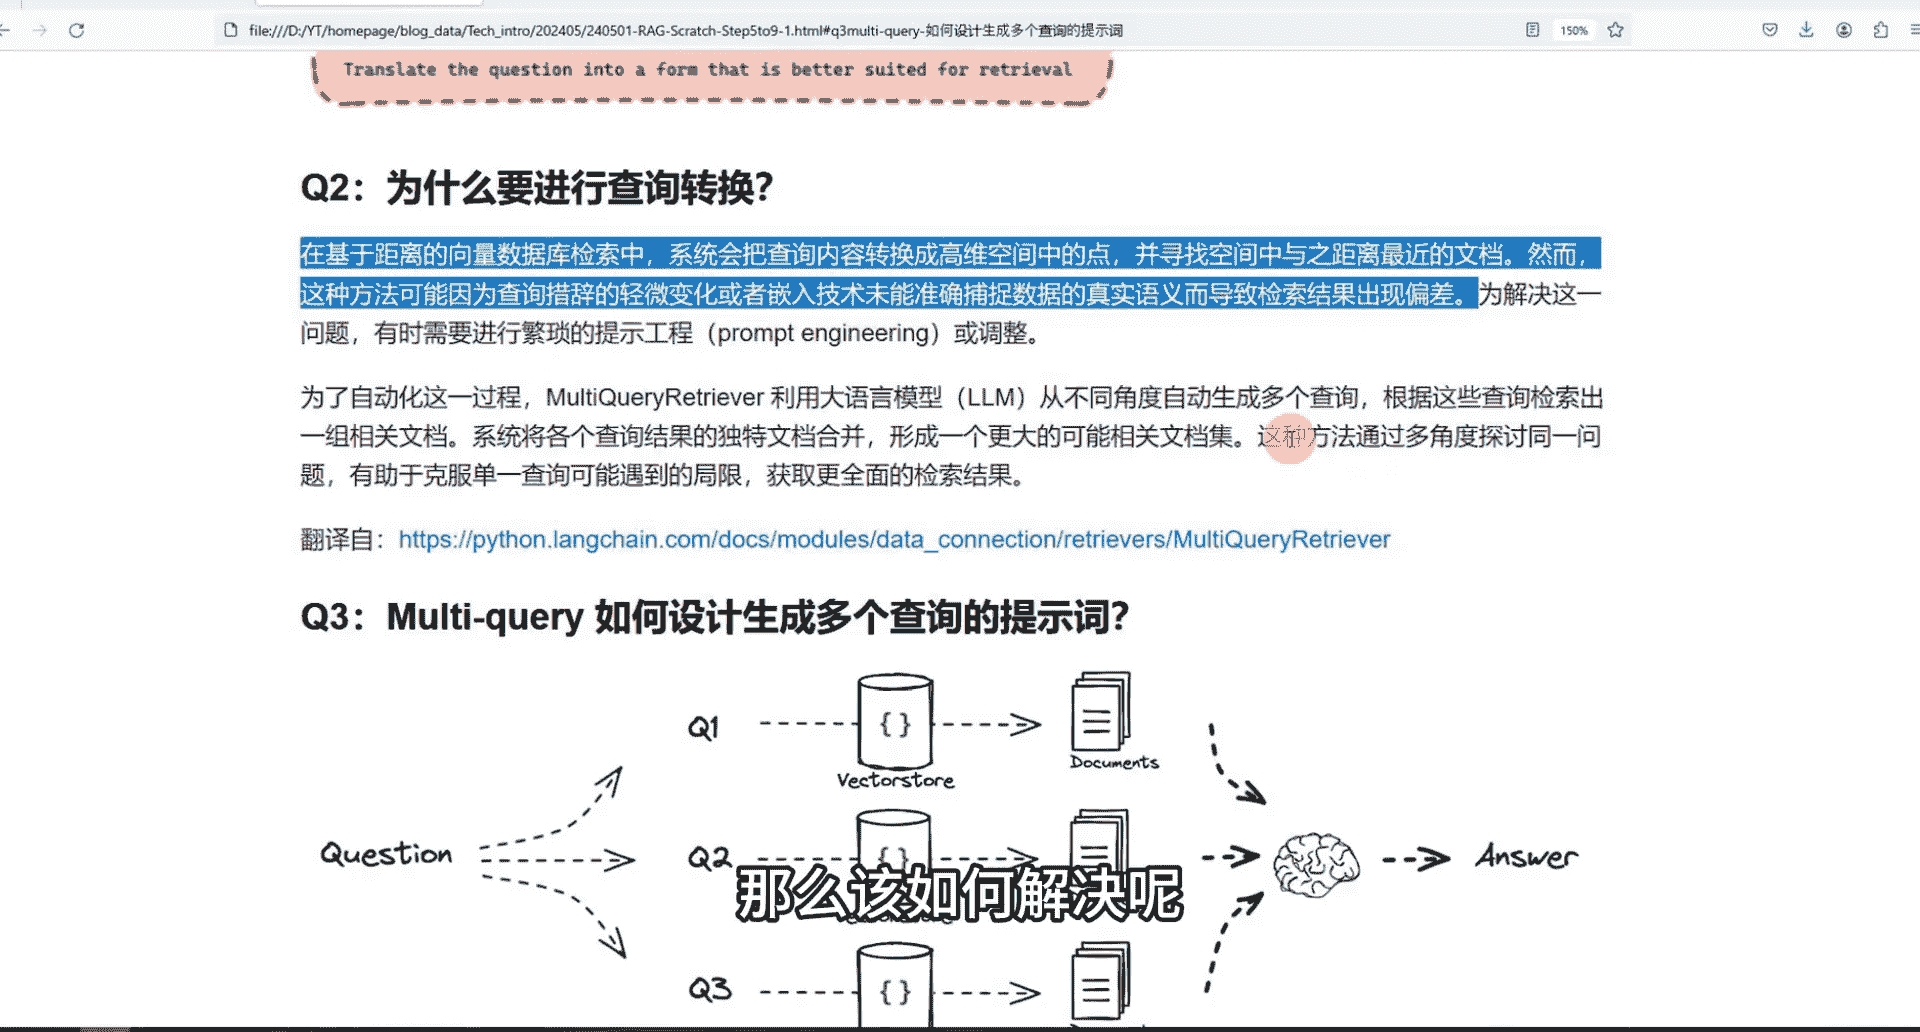 file:///D:/YT/homepage/blog_data/Tech_intro/202405/240501-RAG-Scratch-Step5to9-1.html#q3multi-query-如何设计生成多个查询的提示词
150%
Translate the question into a form that is better suited for retrieval
Q2：为什么要进行查询转换？
在基于距离的向量数据库检索中，系统会把查询内容转换成高维空间中的点，并寻找空间中与之距离最近的文档。然而，
这种方法可能因为查询措辞的轻微变化或者嵌入技术未能准确捕捉数据的真实语义而导致检索结果出现偏差。为解决这一
问题，有时需要进行繁琐的提示工程（prompt engineering）或调整。
为了自动化这一过程，MultiQueryRetriever 利用大语言模型（LLM）从不同角度自动生成多个查询，根据这些查询检索出
一组相关文档。系统将各个查询结果的独特文档合并，形成一个更大的可能相关文档集。这种方法通过多角度探讨同一问
题，有助于克服单一查询可能遇到的局限，获取更全面的检索结果。
翻译自：https://python.langchain.com/docs/modules/data_connection/retrievers/MultiQueryRetriever
Q3：Multi-query 如何设计生成多个查询的提示词？
Q1
{}
Vectorstore
Documents
Question
Q2
{}
Answer
那么该如何解决呢
Q3
{}